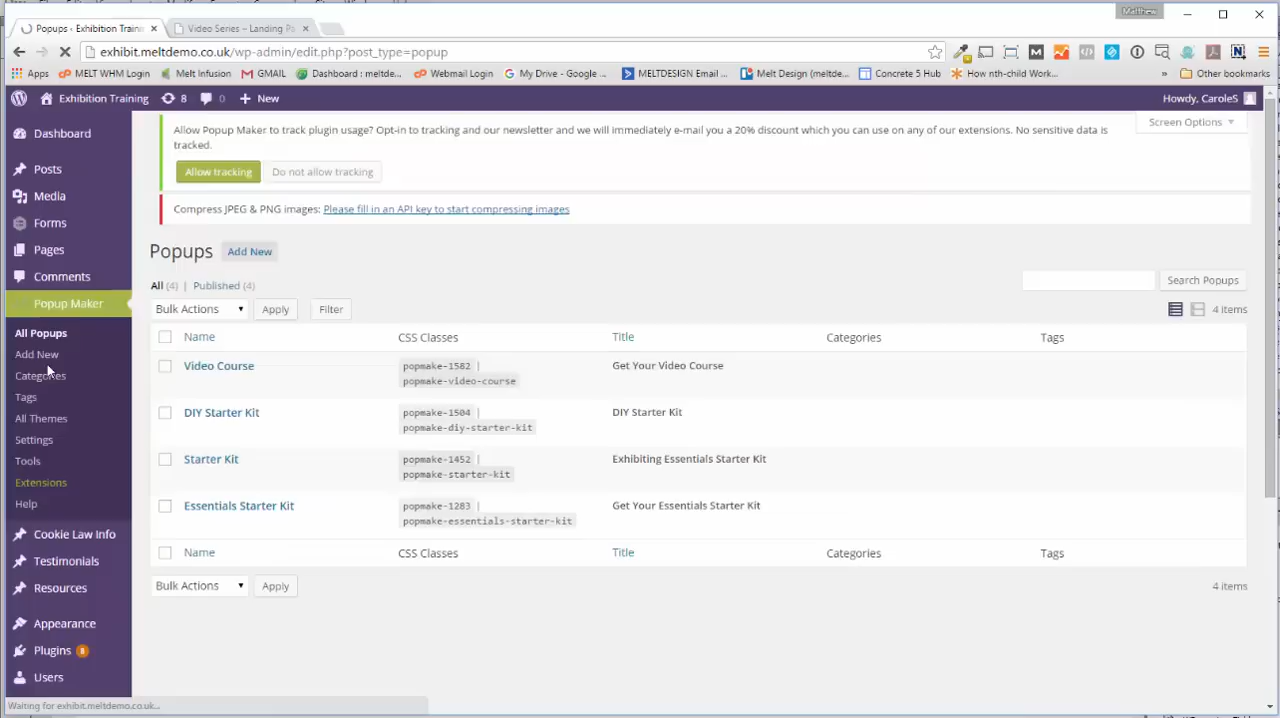 Matthew
Popups - Exhibition Traini
Video Series – Landing Pa
exhibit.meltdemo.co.uk/wp-admin/edit.php?post_type=popup
Apps
MELT WHM Login
Melt Infusion
GMAIL
Dashboard : meltde...
Webmail Login
My Drive - Google ...
MELTDESIGN Email ...
Melt Design (meltde...
Concrete 5 Hub
How nth-child Work...
»
Other bookmarks
Exhibition Training
8
0
+ New
Howdy, CaroleS
Dashboard
Posts
Media
Forms
Pages
Comments
Popup Maker
All Popups
Add New
Categories
Tags
All Themes
Settings
Tools
Extensions
Help
Cookie Law Info
Testimonials
Resources
Appearance
Plugins 8
Users
Screen Options
Allow Popup Maker to track plugin usage? Opt-in to tracking and our newsletter and we will immediately e-mail you a 20% discount which you can use on any of our extensions. No sensitive data is
tracked.
Allow tracking
Do not allow tracking
Compress JPEG & PNG images: Please fill in an API key to start compressing images
Popups Add New
All (4) | Published (4)
Search Popups
Bulk Actions
Apply
Filter
4 items
Name CSS Classes Title Categories Tags
Video Course popmake-1582 | Get Your Video Course
popmake-video-course
DIY Starter Kit popmake-1504 | DIY Starter Kit
popmake-diy-starter-kit
Starter Kit popmake-1452 | Exhibiting Essentials Starter Kit
popmake-starter-kit
Essentials Starter Kit popmake-1283 | Get Your Essentials Starter Kit
popmake-essentials-starter-kit
Name CSS Classes Title Categories Tags
Bulk Actions
Apply
4 items
Waiting for exhibit.meltdemo.co.uk...